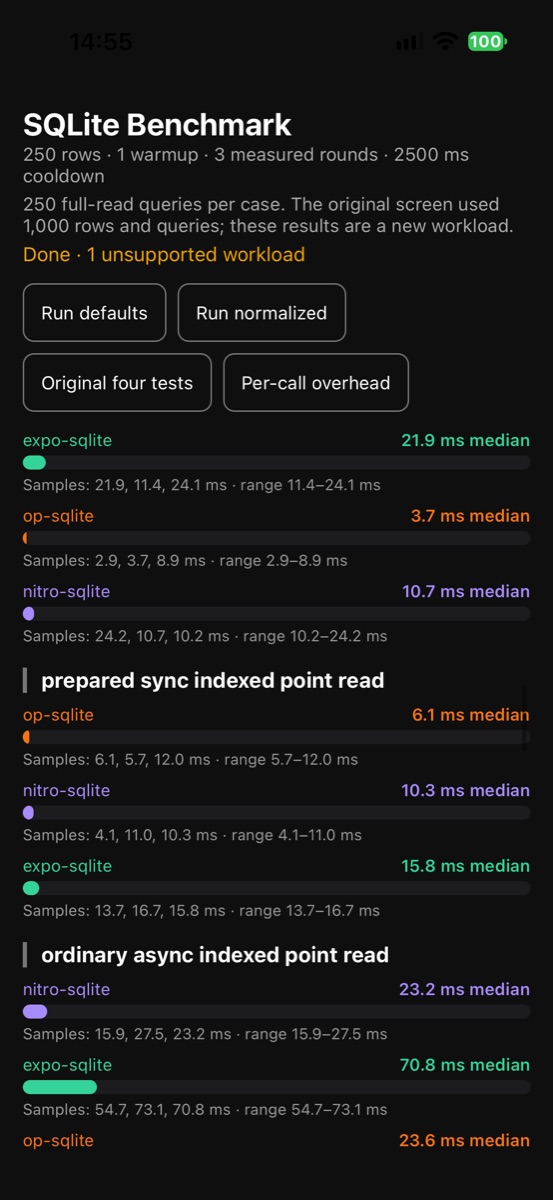 14:55
100
SQLite Benchmark
250 rows · 1 warmup · 3 measured rounds · 2500 ms
cooldown
250 full-read queries per case. The original screen used
1,000 rows and queries; these results are a new workload.
Done · 1 unsupported workload
Run defaults
Run normalized
Original four tests
Per-call overhead
expo-sqlite
21.9 ms median
Samples: 21.9, 11.4, 24.1 ms · range 11.4–24.1 ms
op-sqlite
3.7 ms median
Samples: 2.9, 3.7, 8.9 ms · range 2.9–8.9 ms
nitro-sqlite
10.7 ms median
Samples: 24.2, 10.7, 10.2 ms · range 10.2–24.2 ms
prepared sync indexed point read
op-sqlite
6.1 ms median
Samples: 6.1, 5.7, 12.0 ms · range 5.7–12.0 ms
nitro-sqlite
10.3 ms median
Samples: 4.1, 11.0, 10.3 ms · range 4.1–11.0 ms
expo-sqlite
15.8 ms median
Samples: 13.7, 16.7, 15.8 ms · range 13.7–16.7 ms
ordinary async indexed point read
nitro-sqlite
23.2 ms median
Samples: 15.9, 27.5, 23.2 ms · range 15.9–27.5 ms
expo-sqlite
70.8 ms median
Samples: 54.7, 73.1, 70.8 ms · range 54.7–73.1 ms
op-sqlite
23.6 ms median